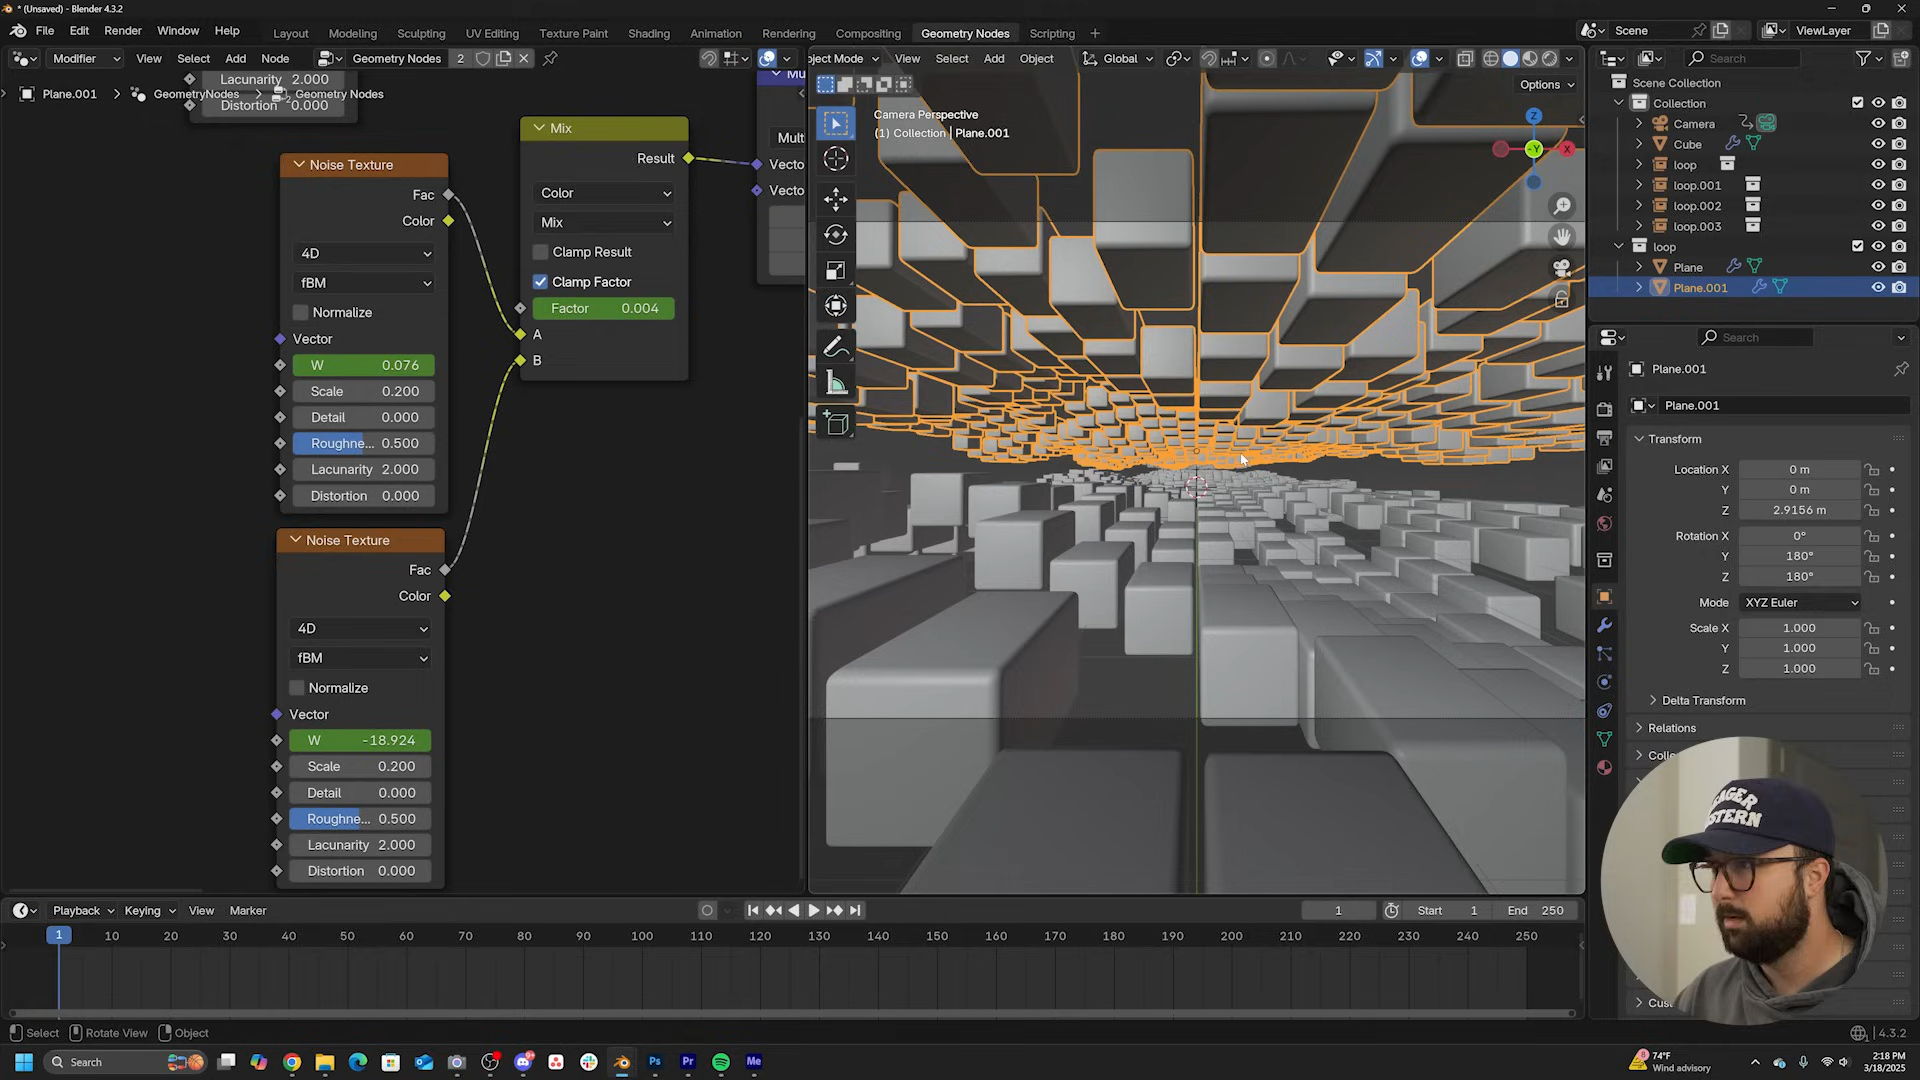 * (Unsaved) - Blender 4.3.2
File Edit Render Window Help
Layout Modeling Sculpting UV Editing Texture Paint Shading Animation Rendering Compositing Geometry Nodes Scripting +
Scene
ViewLayer
Modifier View Select Add Node Geometry Nodes 2
Plane.001 > GeometryNodes > Geometry Nodes
Lacunarity 2.000
Distortion 0.000
Noise Texture
Fac
Color
4D
fBM
Normalize
Vector
W 0.076
Scale 0.200
Detail 0.000
Roughne... 0.500
Lacunarity 2.000
Distortion 0.000
Noise Texture
Fac
Color
4D
fBM
Normalize
Vector
W -18.924
Scale 0.200
Detail 0.000
Roughne... 0.500
Lacunarity 2.000
Distortion 0.000
Mix
Result
Color
Mix
Clamp Result
Clamp Factor
Factor 0.004
A
B
Mu
Mult
Vecto
Vecto
oject Mode View Select Add Object Global
Options
Camera Perspective
(1) Collection | Plane.001
Z
-Y
X
Search
Scene Collection
Collection
Camera
Cube
loop
loop.001
loop.002
loop.003
loop
Plane
Plane.001
Search
Plane.001
Plane.001
Transform
Location X 0 m
Y 0 m
Z 2.9156 m
Rotation X 0°
Y 180°
Z 180°
Mode XYZ Euler
Scale X 1.000
Y 1.000
Z 1.000
Delta Transform
Relations
Colle
Cust
Playback Keying View Marker
1
Start 1
End 250
1 10 20 30 40 50 60 70 80 90 100 110 120 130 140 150 160 170 180 190 200 210 220 230 240 250
Select Rotate View Object
4.3.2
Search
Ps Pr Me
74°F
Wind advisory
2:18 PM
3/18/2025